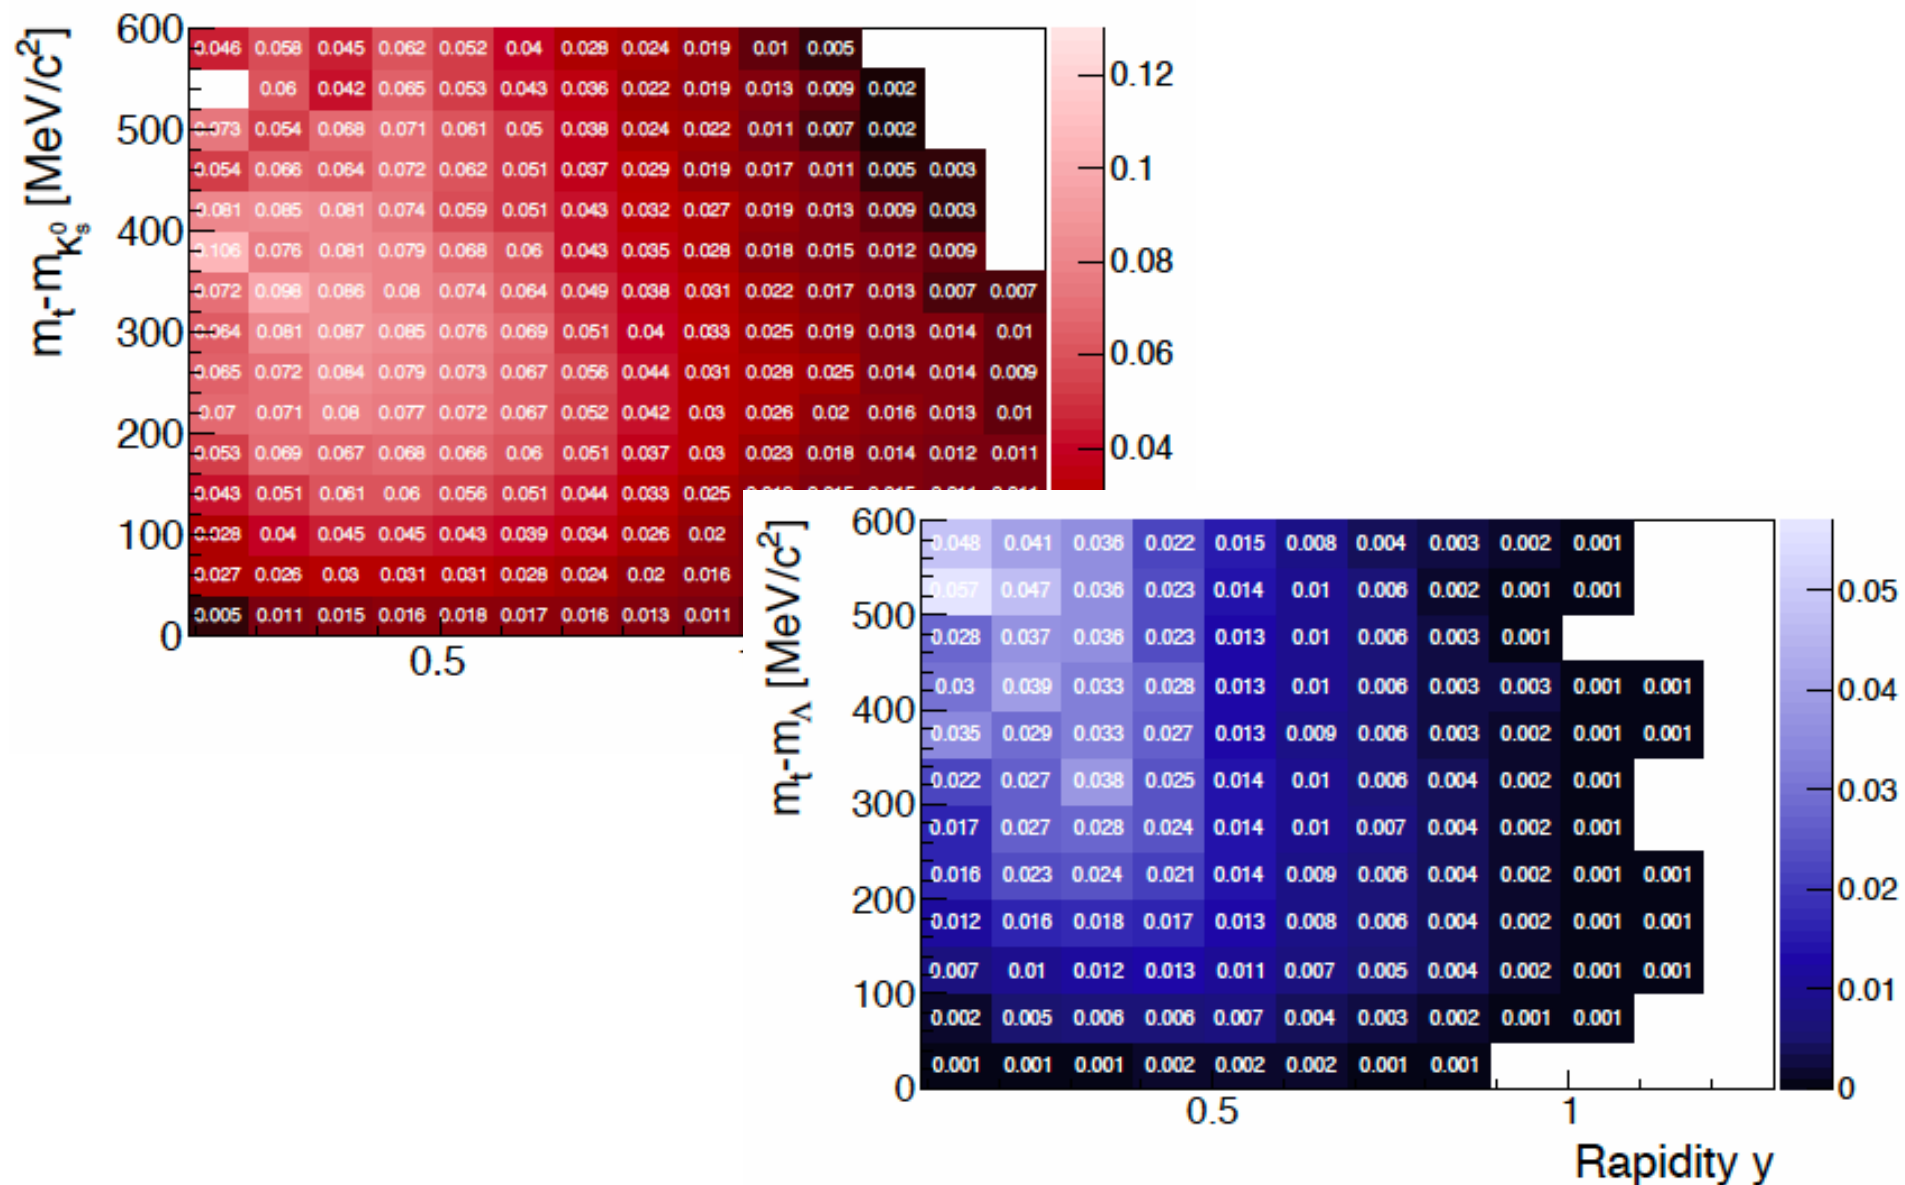 m_t-m_{K_s^0} [MeV/c^2]
600 0.046 0.058 0.045 0.062 0.052 0.04 0.028 0.024 0.019 0.01 0.005
0.06 0.042 0.065 0.053 0.043 0.036 0.022 0.019 0.013 0.009 0.002 0.12
500 0.073 0.054 0.068 0.071 0.061 0.05 0.038 0.024 0.022 0.011 0.007 0.002
0.054 0.066 0.064 0.072 0.062 0.051 0.037 0.029 0.019 0.017 0.011 0.005 0.003 0.1
400 0.081 0.085 0.081 0.074 0.059 0.051 0.043 0.032 0.027 0.019 0.013 0.009 0.003
0.106 0.076 0.081 0.079 0.068 0.06 0.043 0.035 0.028 0.018 0.015 0.012 0.009 0.08
0.072 0.098 0.086 0.08 0.074 0.064 0.049 0.038 0.031 0.022 0.017 0.013 0.007 0.007
300 0.064 0.081 0.087 0.085 0.076 0.069 0.051 0.04 0.033 0.025 0.019 0.013 0.014 0.01 0.06
0.065 0.072 0.084 0.079 0.073 0.067 0.056 0.044 0.031 0.028 0.025 0.014 0.014 0.009
200 0.07 0.071 0.08 0.077 0.072 0.067 0.052 0.042 0.03 0.026 0.02 0.016 0.013 0.01
0.053 0.069 0.067 0.068 0.066 0.06 0.051 0.037 0.03 0.023 0.018 0.014 0.012 0.011 0.04
0.043 0.051 0.061 0.06 0.056 0.051 0.044 0.033 0.025
100 0.028 0.04 0.045 0.045 0.043 0.039 0.034 0.026 0.02
0.027 0.026 0.03 0.031 0.031 0.028 0.024 0.02 0.016
0 0.005 0.011 0.015 0.016 0.018 0.017 0.016 0.013 0.011
0.5
m_t-m_Λ [MeV/c^2]
600 0.048 0.041 0.036 0.022 0.015 0.008 0.004 0.003 0.002 0.001
0.057 0.047 0.036 0.023 0.014 0.01 0.006 0.002 0.001 0.001 0.05
500 0.028 0.037 0.036 0.023 0.013 0.01 0.006 0.003 0.001
0.03 0.039 0.033 0.028 0.013 0.01 0.006 0.003 0.003 0.001 0.001 0.04
400 0.035 0.029 0.033 0.027 0.013 0.009 0.006 0.003 0.002 0.001 0.001
0.022 0.027 0.038 0.025 0.014 0.01 0.006 0.004 0.002 0.001 0.03
300 0.017 0.027 0.028 0.024 0.014 0.01 0.007 0.004 0.002 0.001
0.016 0.023 0.024 0.021 0.014 0.009 0.006 0.004 0.002 0.001 0.001 0.02
200 0.012 0.016 0.018 0.017 0.013 0.008 0.006 0.004 0.002 0.001 0.001
0.007 0.01 0.012 0.013 0.011 0.007 0.005 0.004 0.002 0.001 0.001 0.01
100 0.002 0.005 0.006 0.006 0.007 0.004 0.003 0.002 0.001 0.001
0 0.001 0.001 0.001 0.002 0.002 0.002 0.001 0.001 0
0.5 1
Rapidity y